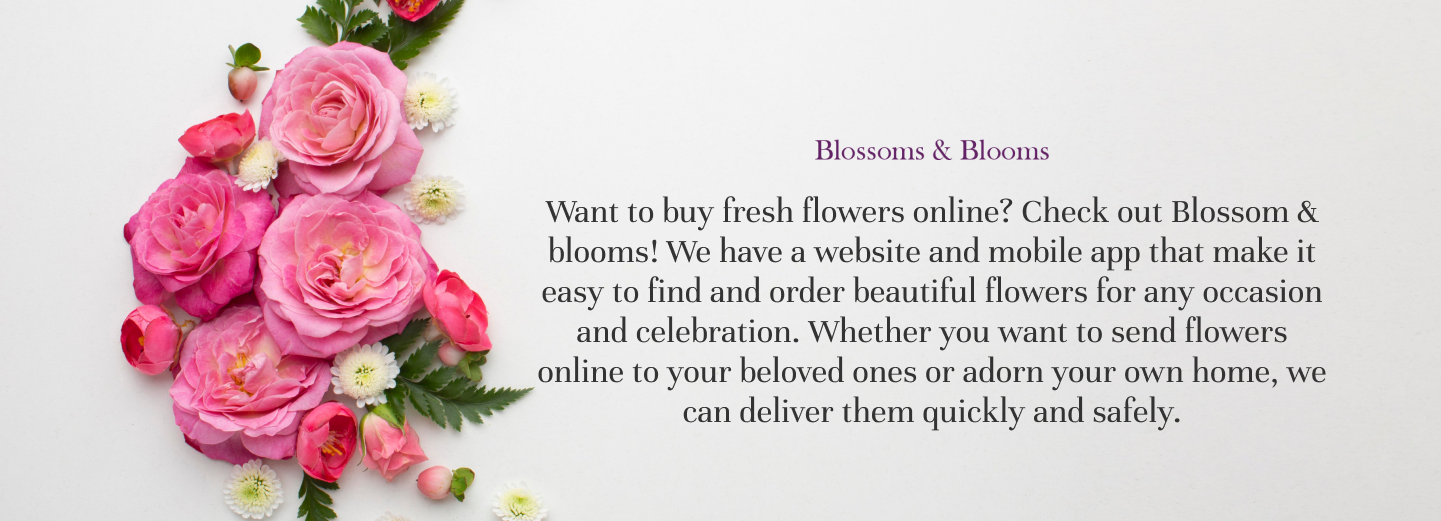 Blossoms & Blooms
Want to buy fresh flowers online? Check out Blossom &
blooms! We have a website and mobile app that make it
easy to find and order beautiful flowers for any occasion
and celebration. Whether you want to send flowers
online to your beloved ones or adorn your own home, we
can deliver them quickly and safely.